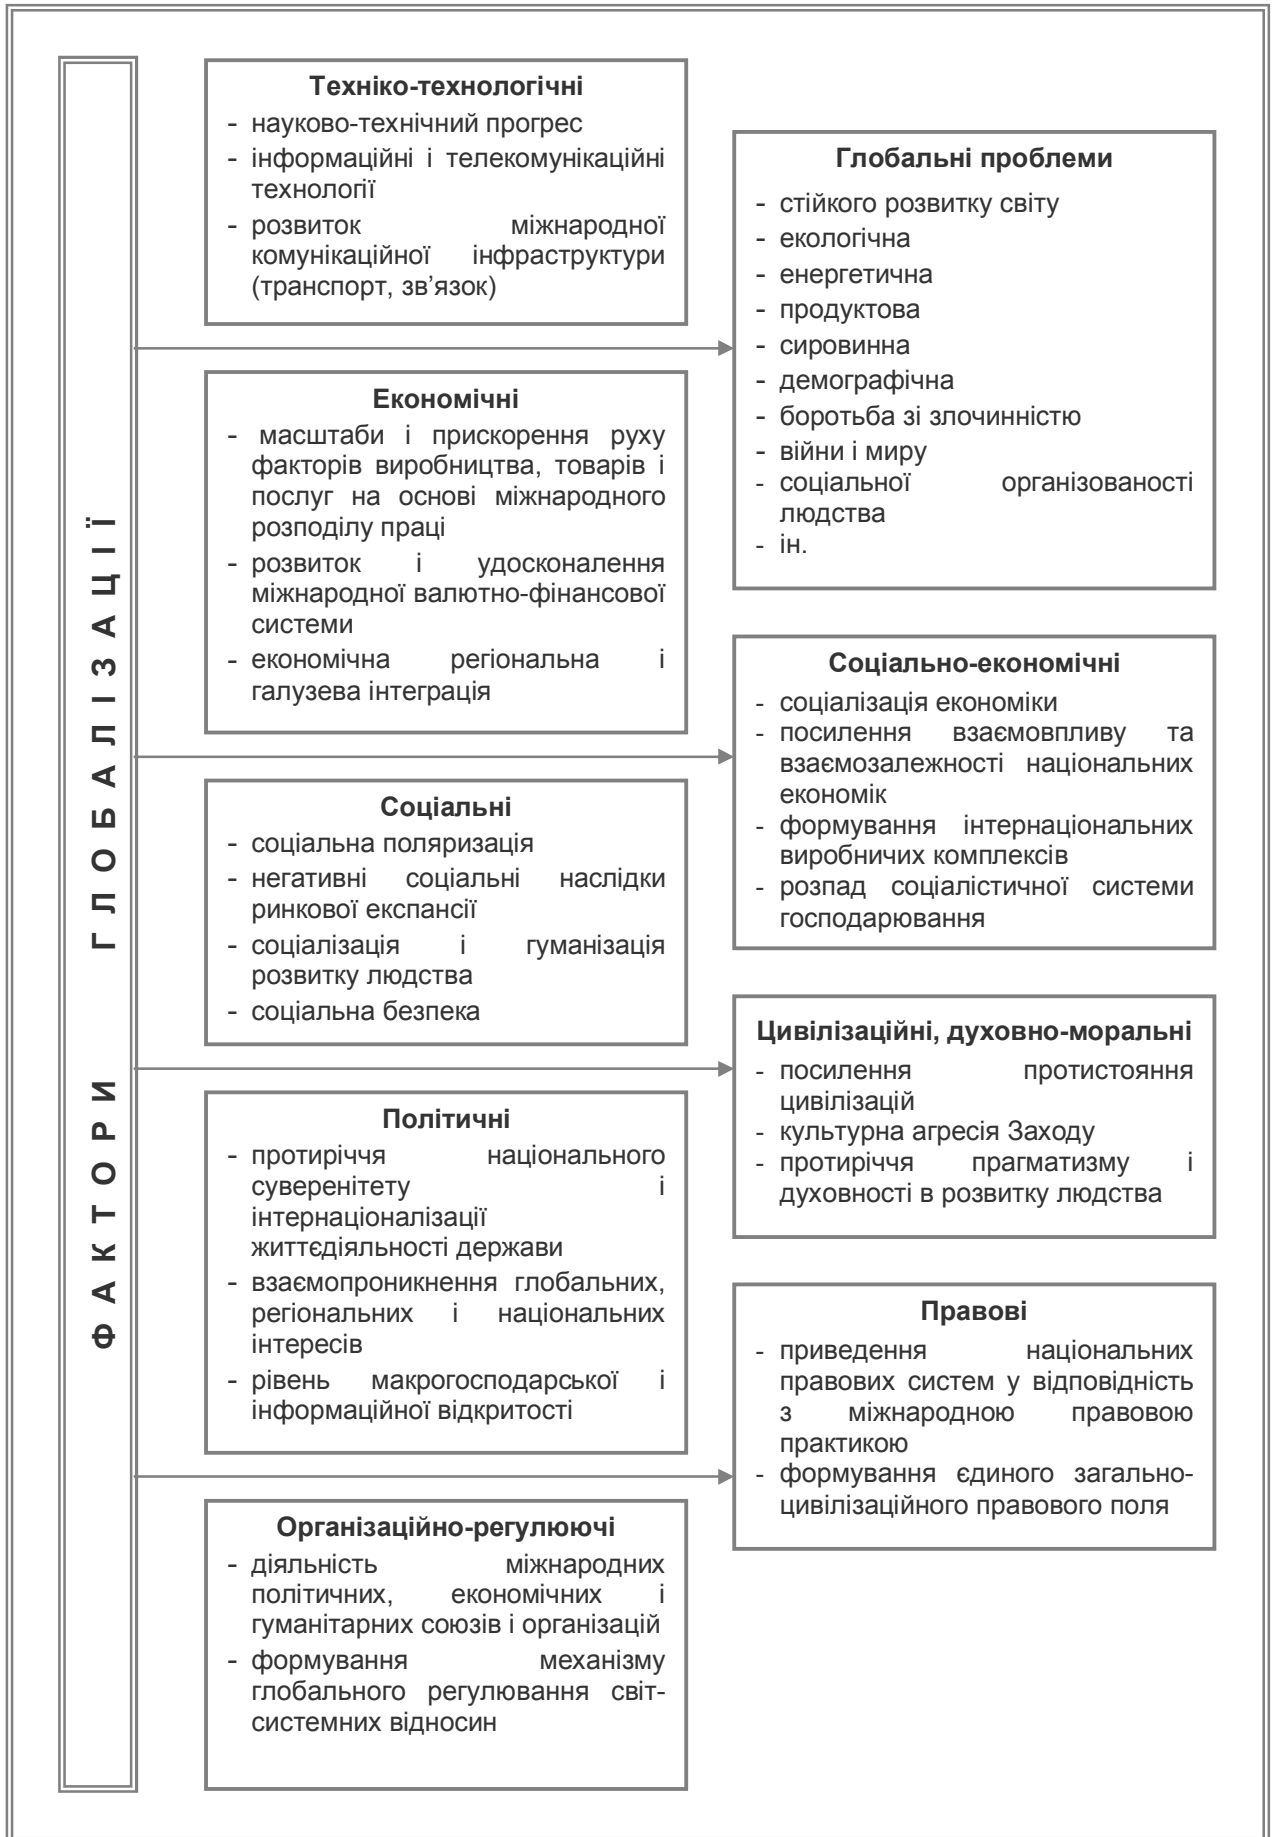 ФАКТОРИ ГЛОБАЛІЗАЦІЇ
Техніко-технологічні
- науково-технічний прогрес
- інформаційні і телекомунікаційні
технології
- розвиток міжнародної
комунікаційної інфраструктури
(транспорт, зв’язок)
Економічні
- масштаби і прискорення руху
факторів виробництва, товарів і
послуг на основі міжнародного
розподілу праці
- розвиток і удосконалення
міжнародної валютно-фінансової
системи
- економічна регіональна і
галузева інтеграція
Соціальні
- соціальна поляризація
- негативні соціальні наслідки
ринкової експансії
- соціалізація і гуманізація
розвитку людства
- соціальна безпека
Політичні
- протиріччя національного
суверенітету і
інтернаціоналізації
життєдіяльності держави
- взаємопроникнення глобальних,
регіональних і національних
інтересів
- рівень макрогосподарської і
інформаційної відкритості
Організаційно-регулюючі
- діяльність міжнародних
політичних, економічних і
гуманітарних союзів і організацій
- формування механізму
глобального регулювання світ-
системних відносин
Глобальні проблеми
- стійкого розвитку світу
- екологічна
- енергетична
- продуктова
- сировинна
- демографічна
- боротьба зі злочинністю
- війни і миру
- соціальної організованості
людства
- ін.
Соціально-економічні
- соціалізація економіки
- посилення взаємовпливу та
взаємозалежності національних
економік
- формування інтернаціональних
виробничих комплексів
- розпад соціалістичної системи
господарювання
Цивілізаційні, духовно-моральні
- посилення протистояння
цивілізацій
- культурна агресія Заходу
- протиріччя прагматизму і
духовності в розвитку людства
Правові
- приведення національних
правових систем у відповідність
з міжнародною правовою
практикою
- формування єдиного загально-
цивілізаційного правового поля